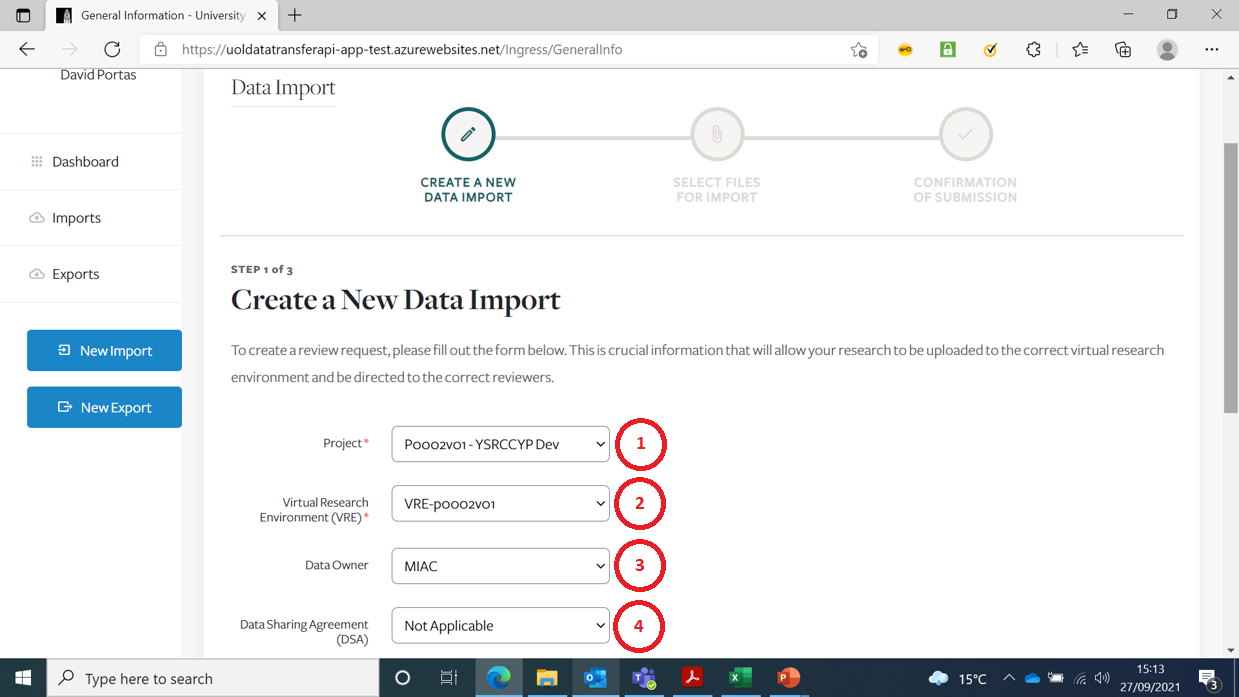 General Information - University
https://uoldatatransferapi-app-test.azurewebsites.net/Ingress/GeneralInfo
David Portas
Dashboard
Imports
Exports
New Import
New Export
Data Import
CREATE A NEW
DATA IMPORT
SELECT FILES
FOR IMPORT
CONFIRMATION
OF SUBMISSION
STEP 1 of 3
Create a New Data Import
To create a review request, please fill out the form below. This is crucial information that will allow your research to be uploaded to the correct virtual research
environment and be directed to the correct reviewers.
Project* P0002v01 - YSRCCYP Dev 1
Virtual Research
Environment (VRE)* VRE-p0002v01 2
Data Owner MIAC 3
Data Sharing Agreement
(DSA) Not Applicable 4
Type here to search
15°C
15:13
27/09/2021
3